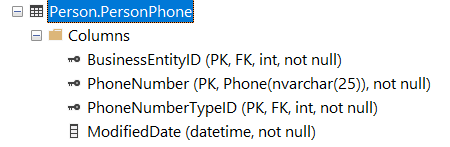 Person.PersonPhone
Columns
BusinessEntityID (PK, FK, int, not null)
PhoneNumber (PK, Phone(nvarchar(25)), not null)
PhoneNumberTypeID (PK, FK, int, not null)
ModifiedDate (datetime, not null)